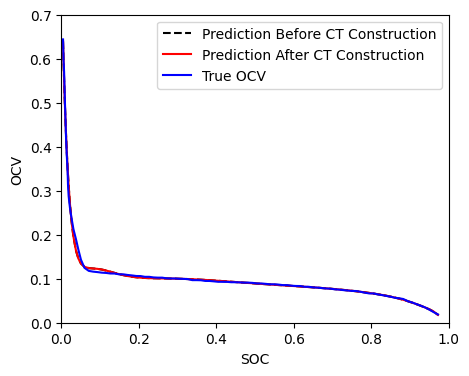 0.7
0.6
0.5
0.4
0.3
0.2
0.1
0.0
OCV
Prediction Before CT Construction
Prediction After CT Construction
True OCV
0.0 0.2 0.4 0.6 0.8 1.0
SOC